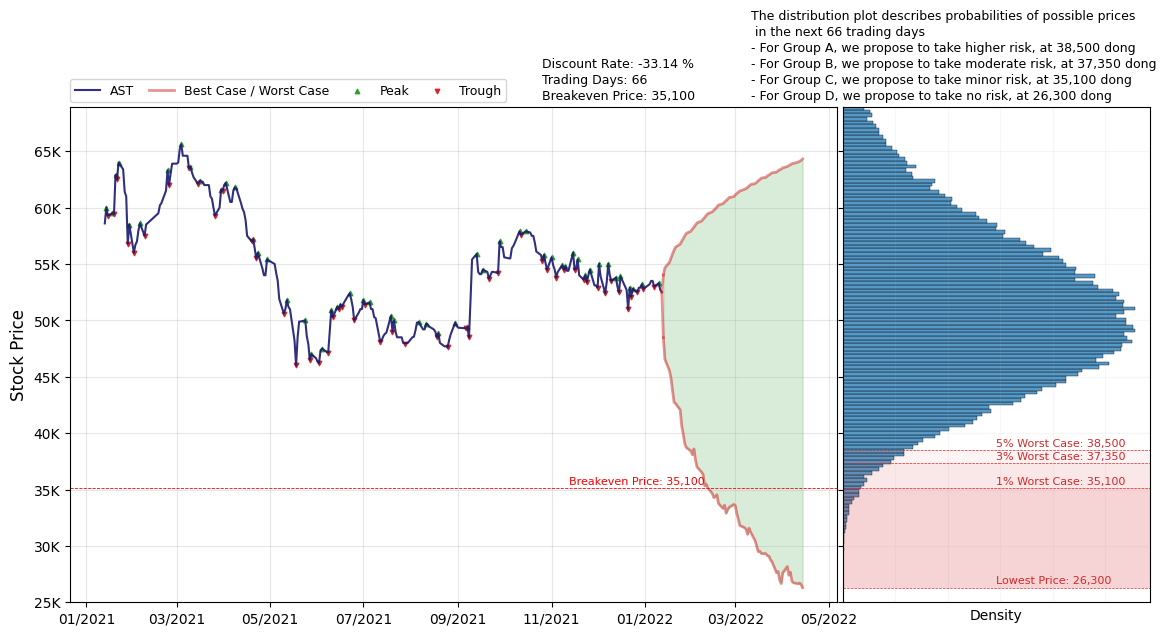 The distribution plot describes probabilities of possible prices
in the next 66 trading days
- For Group A, we propose to take higher risk, at 38,500 dong
- For Group B, we propose to take moderate risk, at 37,350 dong
- For Group C, we propose to take minor risk, at 35,100 dong
- For Group D, we propose to take no risk, at 26,300 dong
Discount Rate: -33.14 %
Trading Days: 66
Breakeven Price: 35,100
AST
Best Case / Worst Case
Peak
Trough
Stock Price
65K
60K
55K
50K
45K
40K
35K
30K
25K
Breakeven Price: 35,100
01/2021
03/2021
05/2021
07/2021
09/2021
11/2021
01/2022
03/2022
05/2022
5% Worst Case: 38,500
3% Worst Case: 37,350
1% Worst Case: 35,100
Lowest Price: 26,300
Density